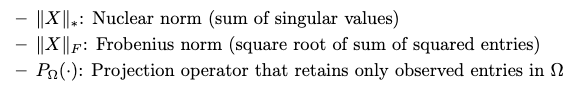 – ‖X‖∗: Nuclear norm (sum of singular values)
– ‖X‖F: Frobenius norm (square root of sum of squared entries)
– PΩ(·): Projection operator that retains only observed entries in Ω